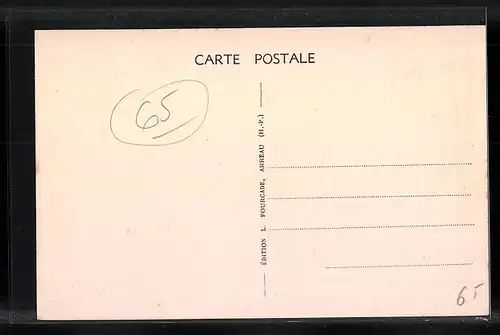 CARTE POSTALE
65
ÉDITION L. FOURCADE, ARREAU (H.-P.)
65